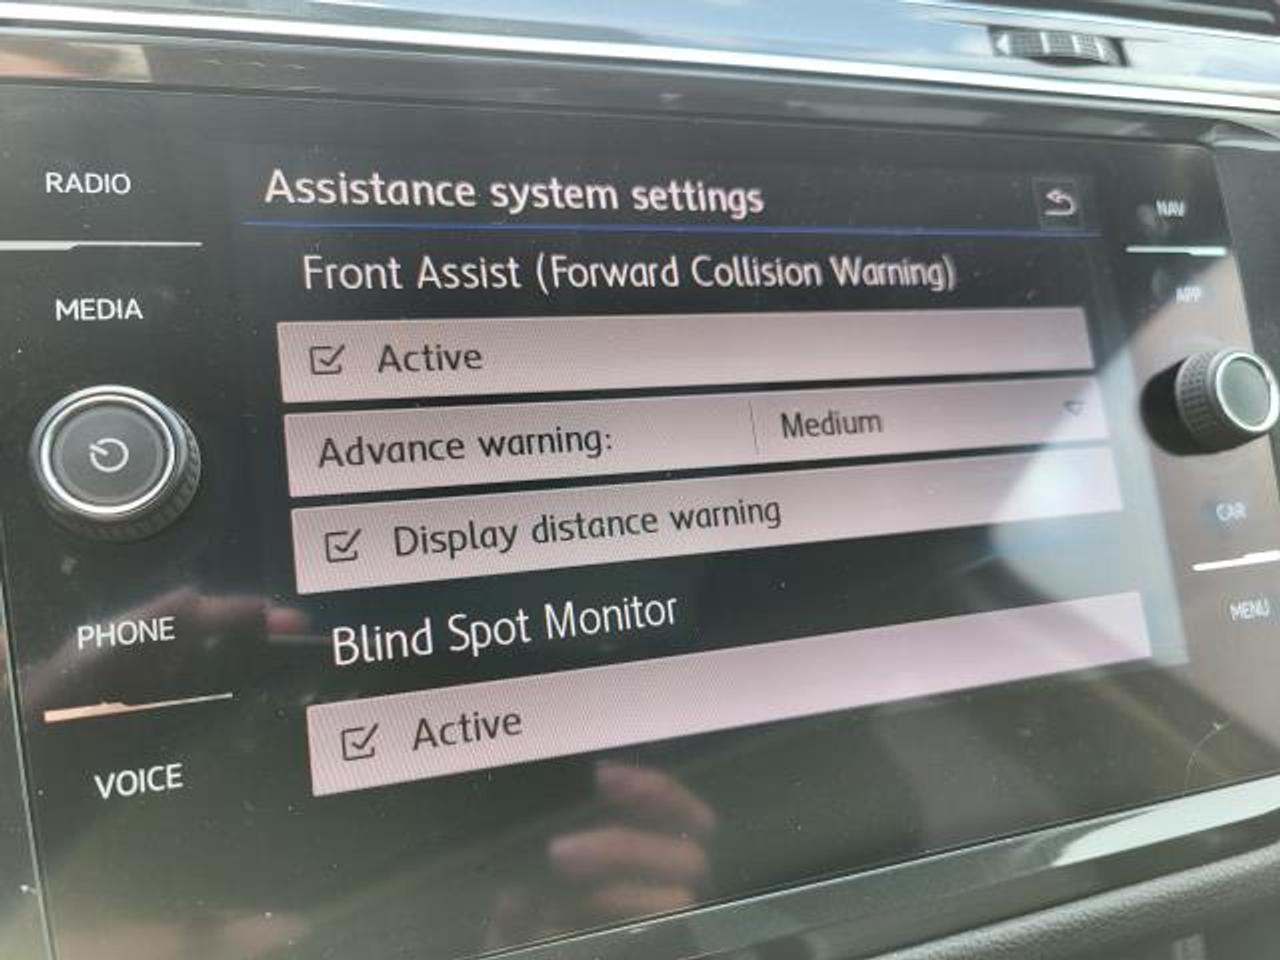 RADIO
MEDIA
PHONE
VOICE
Assistance system settings
Front Assist (Forward Collision Warning)
Active
Advance warning: Medium
Display distance warning
Blind Spot Monitor
Active
NAV
APP
CAR
MENU